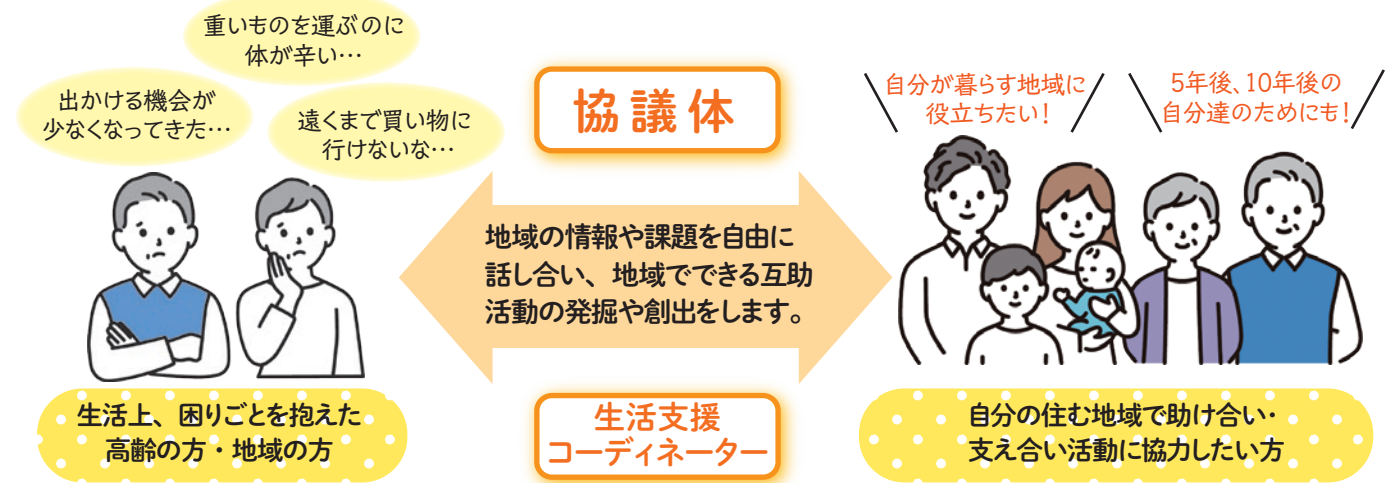 重いものを運ぶのに
体が辛い…
出かける機会が
少なくなってきた…
遠くまで買い物に
行けないな…
生活上、困りごとを抱えた
高齢の方・地域の方
協議体
地域の情報や課題を自由に
話し合い、地域でできる互助
活動の発掘や創出をします。
生活支援
コーディネーター
自分が暮らす地域に
役立ちたい!
5年後、10年後の
自分達のためにも!
自分の住む地域で助け合い・
支え合い活動に協力したい方